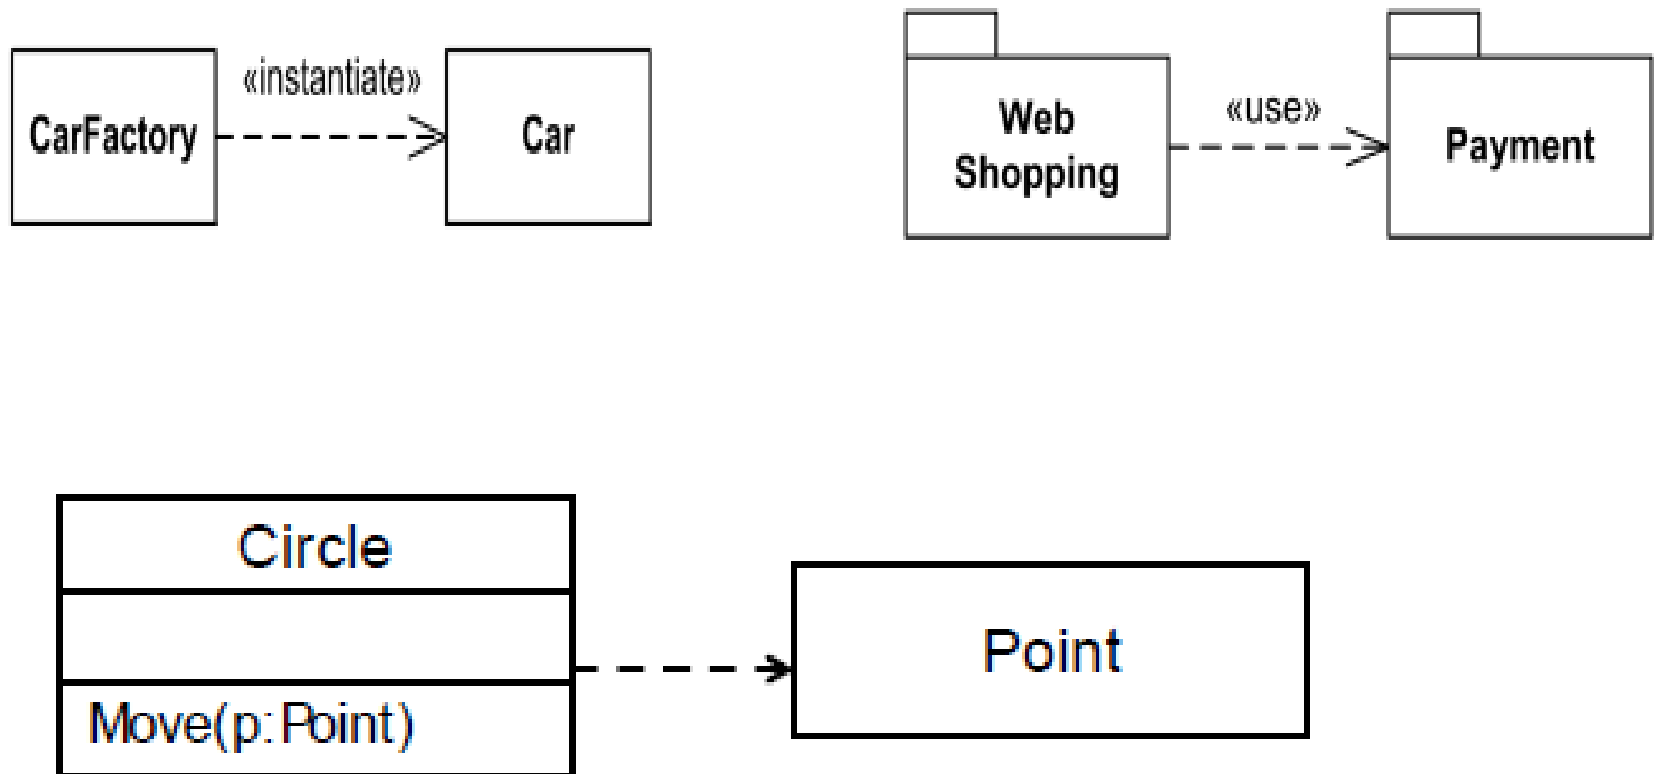 «instantiate»
CarFactory
Car
Web
Shopping
«use»
Payment
Circle
Move(p:Point)
Point